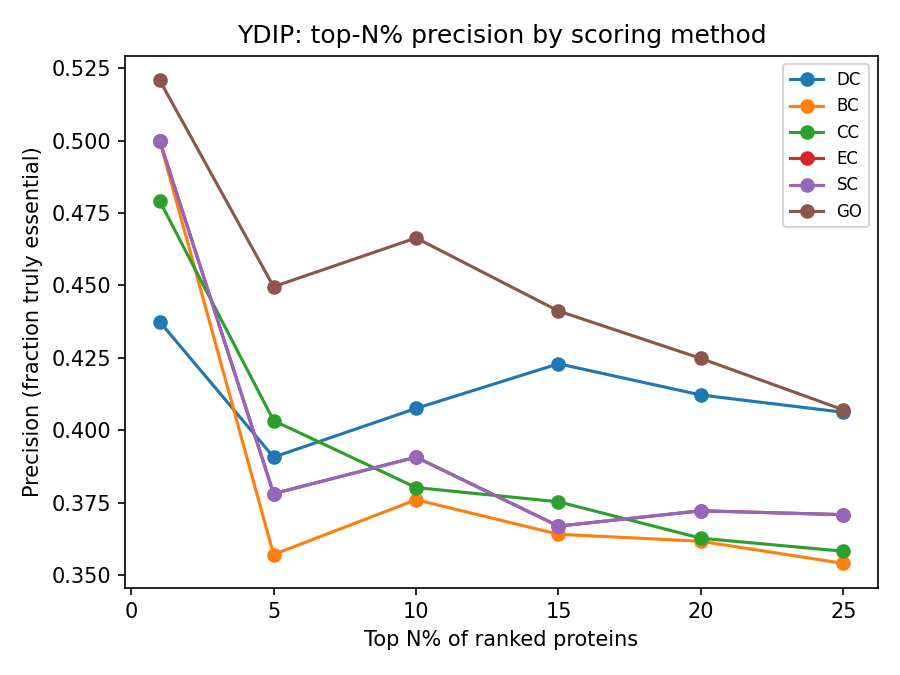 YDIP: top-N% precision by scoring method
Precision (fraction truly essential)
0.525
0.500
0.475
0.450
0.425
0.400
0.375
0.350
0
5
10
15
20
25
Top N% of ranked proteins
DC
BC
CC
EC
SC
GO